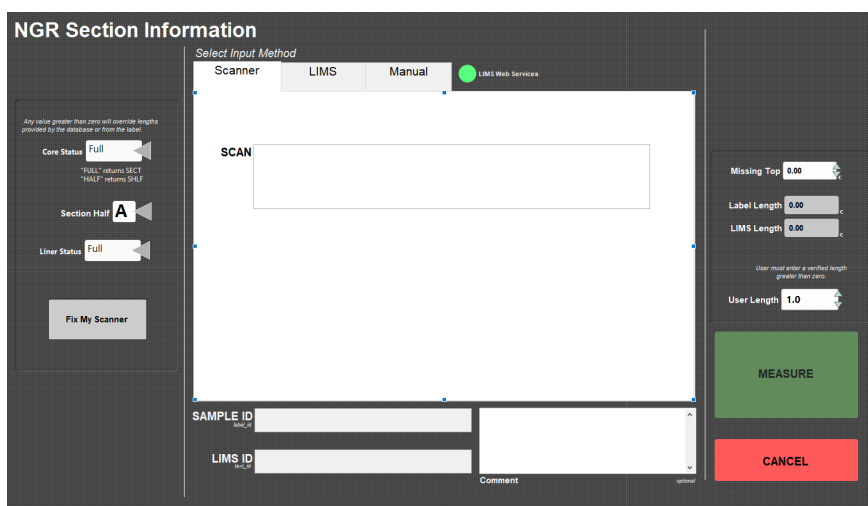 NGR Section Information
Select Input Method
Scanner
LIMS
Manual
LIMS Web Services
Any value greater than zero will override lengths
provided by the database or from the label.
Core Status
Full
"FULL" returns SECT
"HALF" returns SHLF
Section Half
A
Liner Status
Full
Fix My Scanner
SCAN
SAMPLE ID
label_id
LIMS ID
text_id
Comment
optional
Missing Top
0.00
c
Label Length
0.00
c
LIMS Length
0.00
c
User must enter a verified length
greater than zero.
User Length
1.0
MEASURE
CANCEL